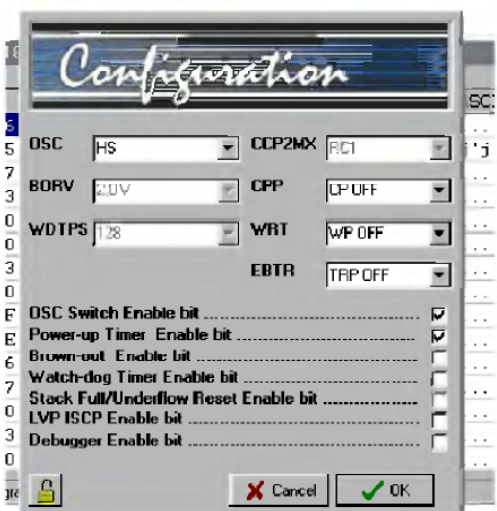 Configuration
OSC HS CCP2MX RC1
BORV 2.0V CPP CP OFF
WDTPS 128 WRT WP OFF
EBTR TRP OFF
OSC Switch Enable bit
Power-up Timer Enable bit
Brown-out Enable bit
Watch-dog Timer Enable bit
Stack Full/Underflow Reset Enable bit
LVP ISCP Enable bit
Debugger Enable bit
Cancel OK